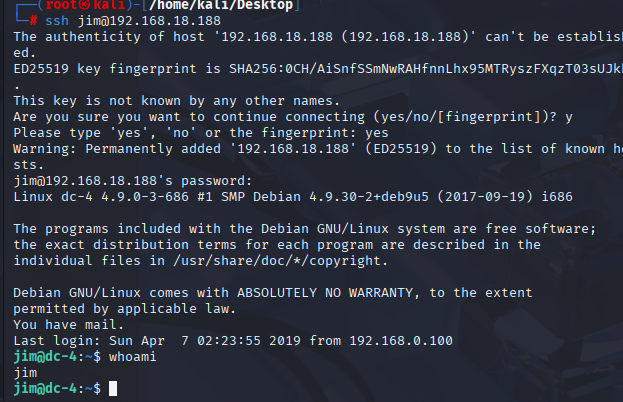 (root㉿kali)-[/home/kali/Desktop]
# ssh jim@192.168.18.188
The authenticity of host '192.168.18.188 (192.168.18.188)' can't be establis
ed.
ED25519 key fingerprint is SHA256:0CH/AiSnfSSmNwRAHfnnLhx95MTRyszFXqzT03sUJk
.
This key is not known by any other names.
Are you sure you want to continue connecting (yes/no/[fingerprint])? y
Please type 'yes', 'no' or the fingerprint: yes
Warning: Permanently added '192.168.18.188' (ED25519) to the list of known h
sts.
jim@192.168.18.188's password:
Linux dc-4 4.9.0-3-686 #1 SMP Debian 4.9.30-2+deb9u5 (2017-09-19) i686
The programs included with the Debian GNU/Linux system are free software;
the exact distribution terms for each program are described in the
individual files in /usr/share/doc/*/copyright.
Debian GNU/Linux comes with ABSOLUTELY NO WARRANTY, to the extent
permitted by applicable law.
You have mail.
Last login: Sun Apr  7 02:23:55 2019 from 192.168.0.100
jim@dc-4:~$ whoami
jim
jim@dc-4:~$